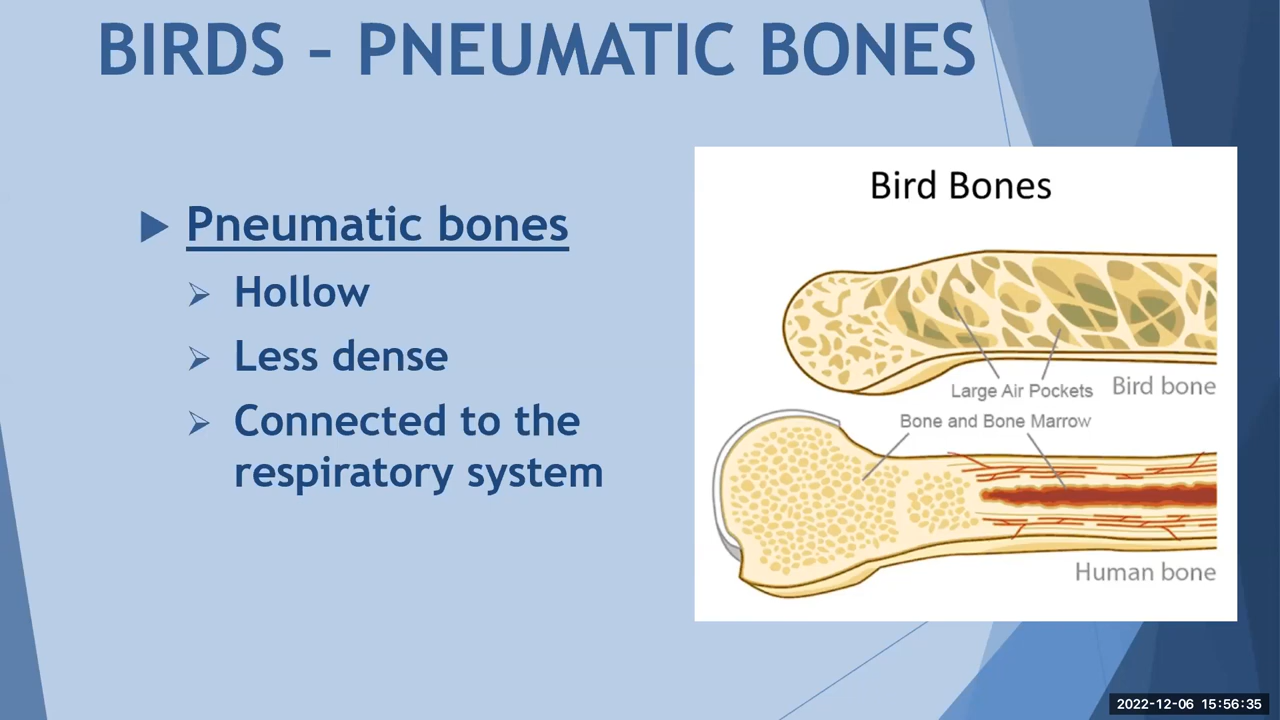 BIRDS – PNEUMATIC BONES
Pneumatic bones
Hollow
Less dense
Connected to the
respiratory system
Bird Bones
Large Air Pockets
Bird bone
Bone and Bone Marrow
Human bone
2022-12-06 15:56:35